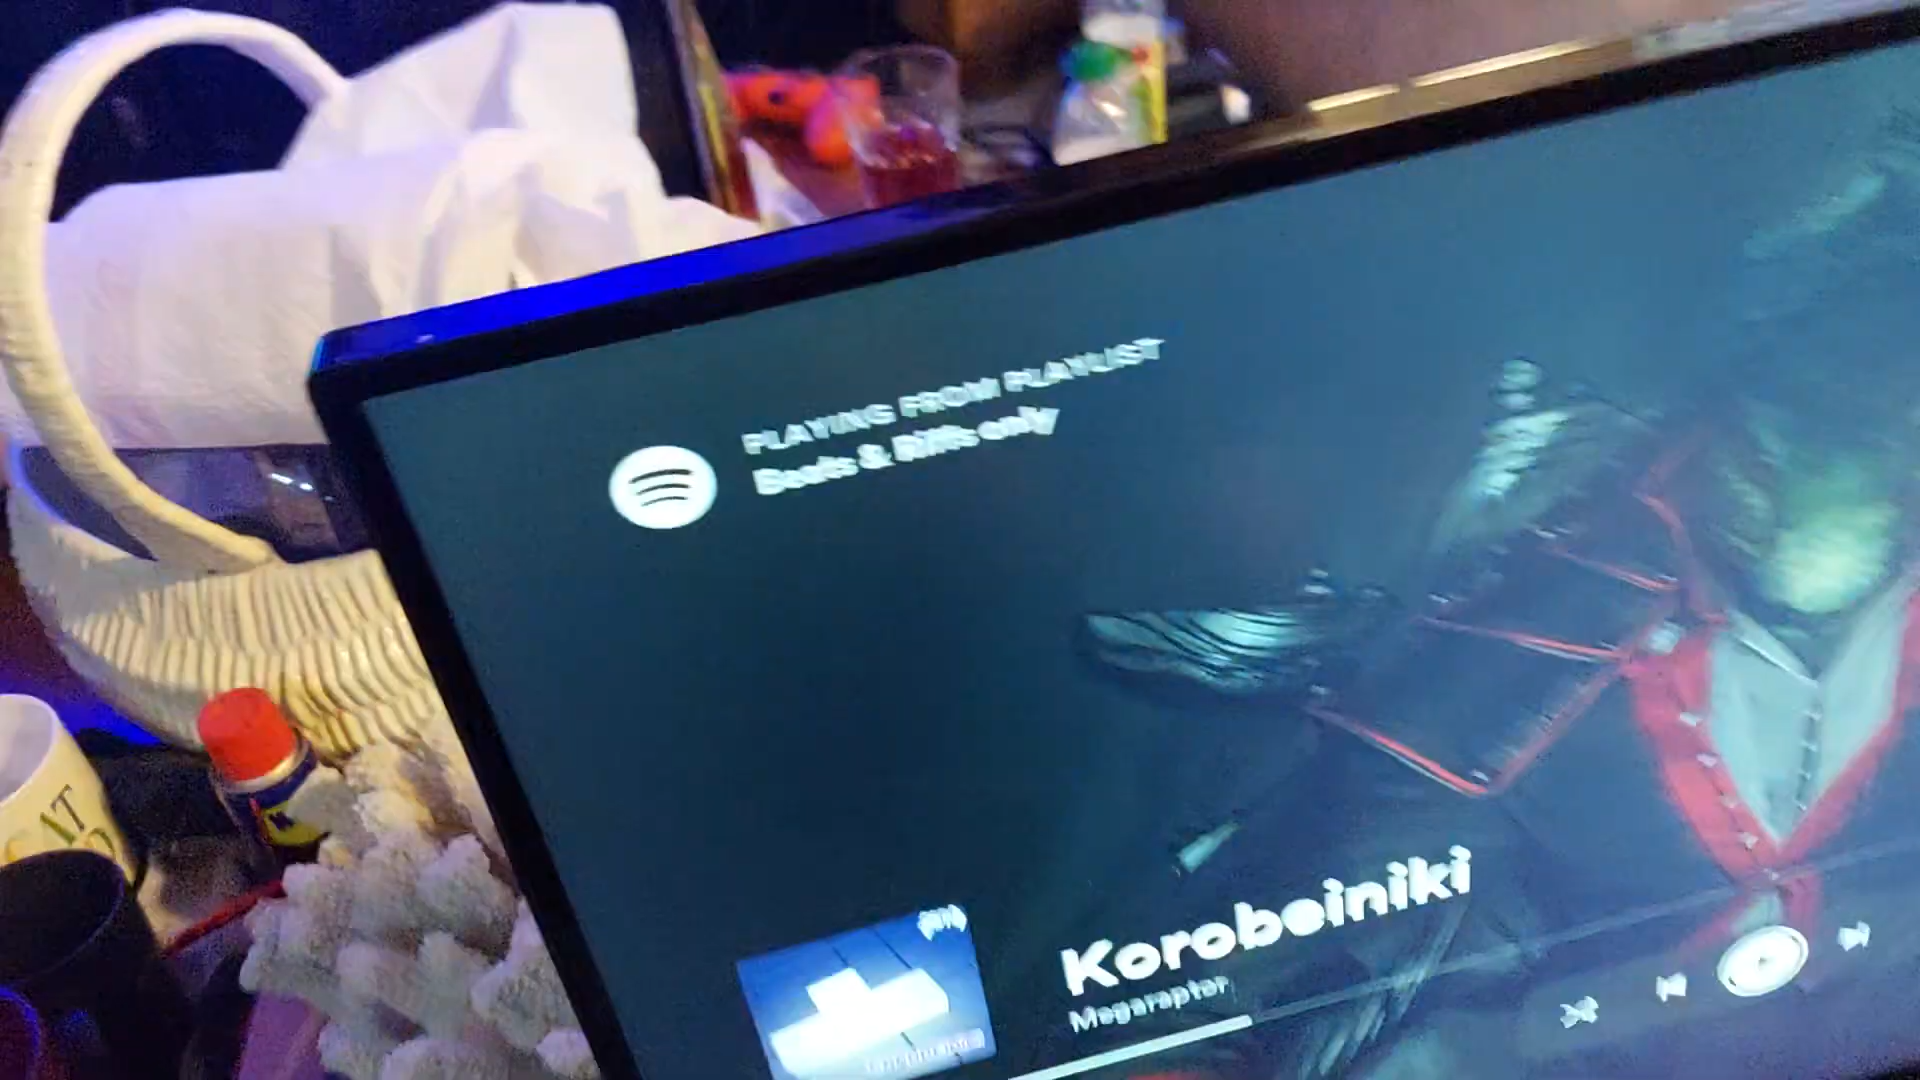 PLAYING FROM PLAYLIST
Beats & Riffs only
Korobeiniki
Megaraptor